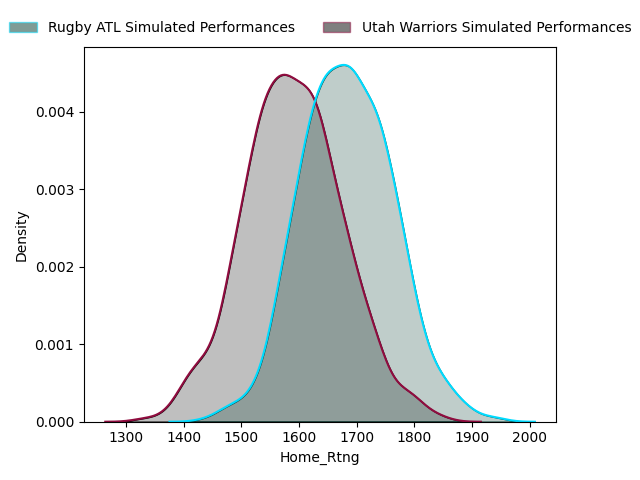 Rugby ATL Simulated Performances Utah Warriors Simulated Performances
0.004
0.003
0.002
0.001
0.000
Density
1300 1400 1500 1600 1700 1800 1900 2000
Home_Rtng